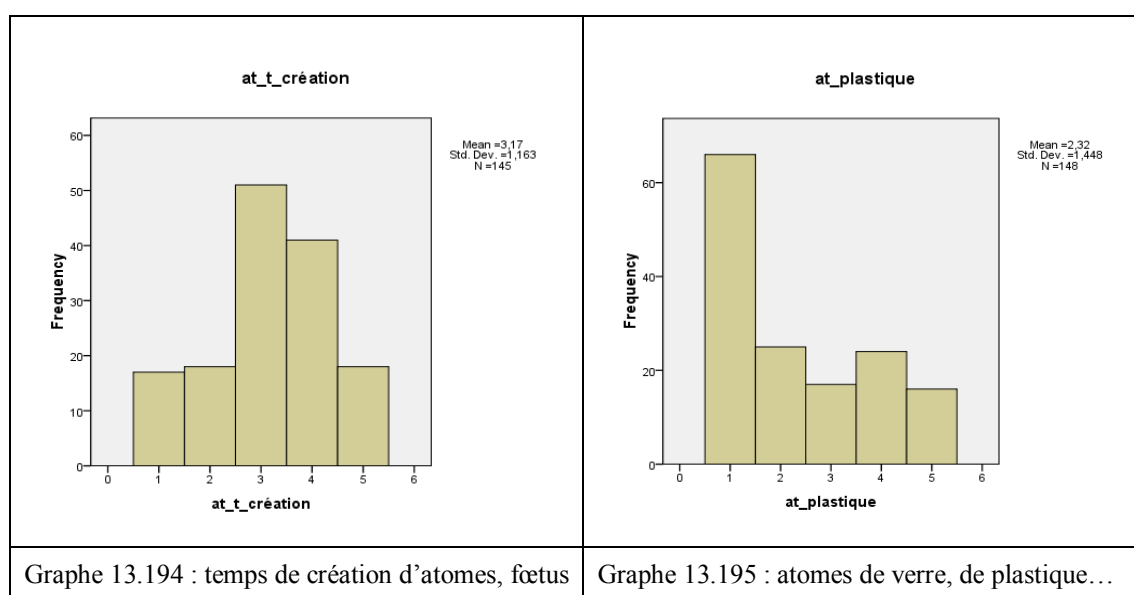 at_t_création
Mean =3,17
Std. Dev. =1,163
N =145
Frequency
60
50
40
30
20
10
0
0 1 2 3 4 5 6
at_t_création
Graphe 13.194 : temps de création d’atomes, fœtus
at_plastique
Mean =2,32
Std. Dev. =1,448
N =148
Frequency
60
40
20
0
0 1 2 3 4 5 6
at_plastique
Graphe 13.195 : atomes de verre, de plastique…